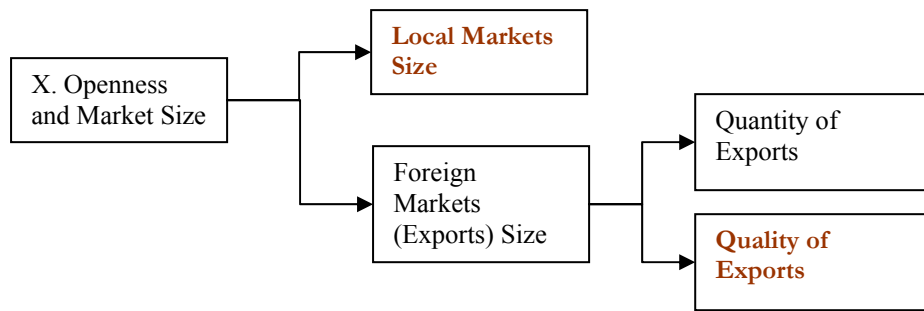 X. Openness
and Market Size
Local Markets
Size
Foreign
Markets
(Exports) Size
Quantity of
Exports
Quality of
Exports